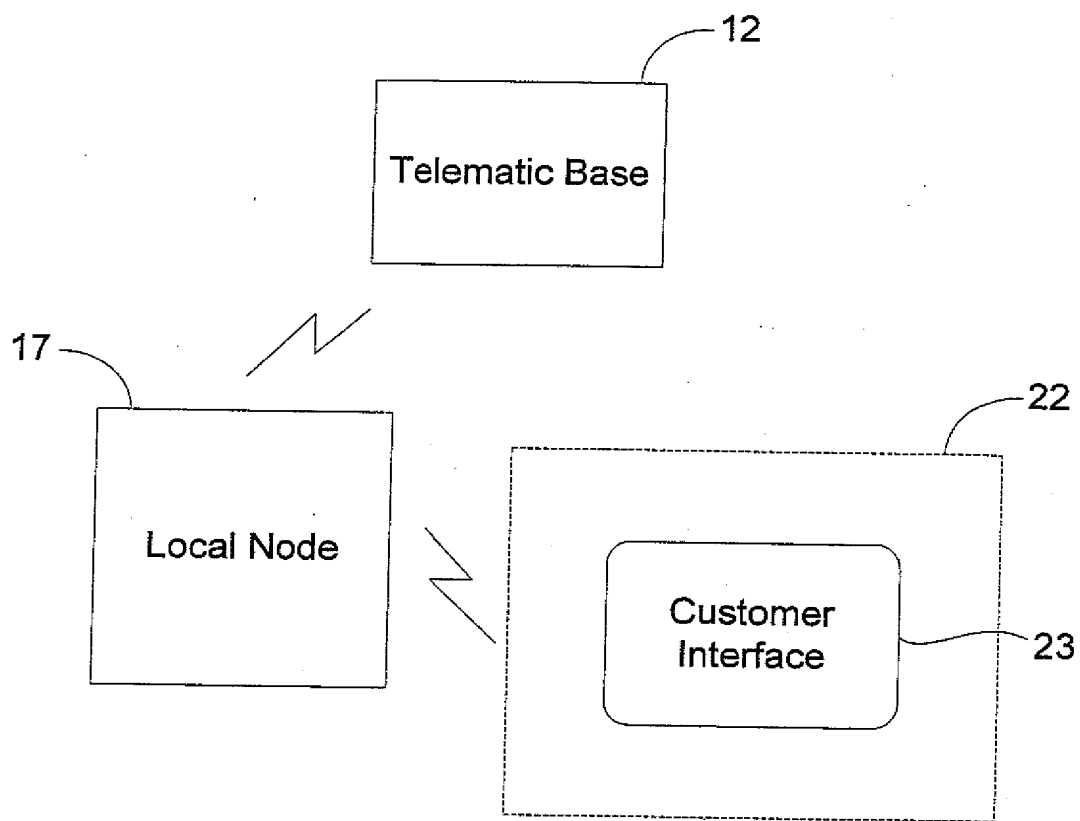 12
Telematic Base
17
22
Local Node
Customer
Interface
23